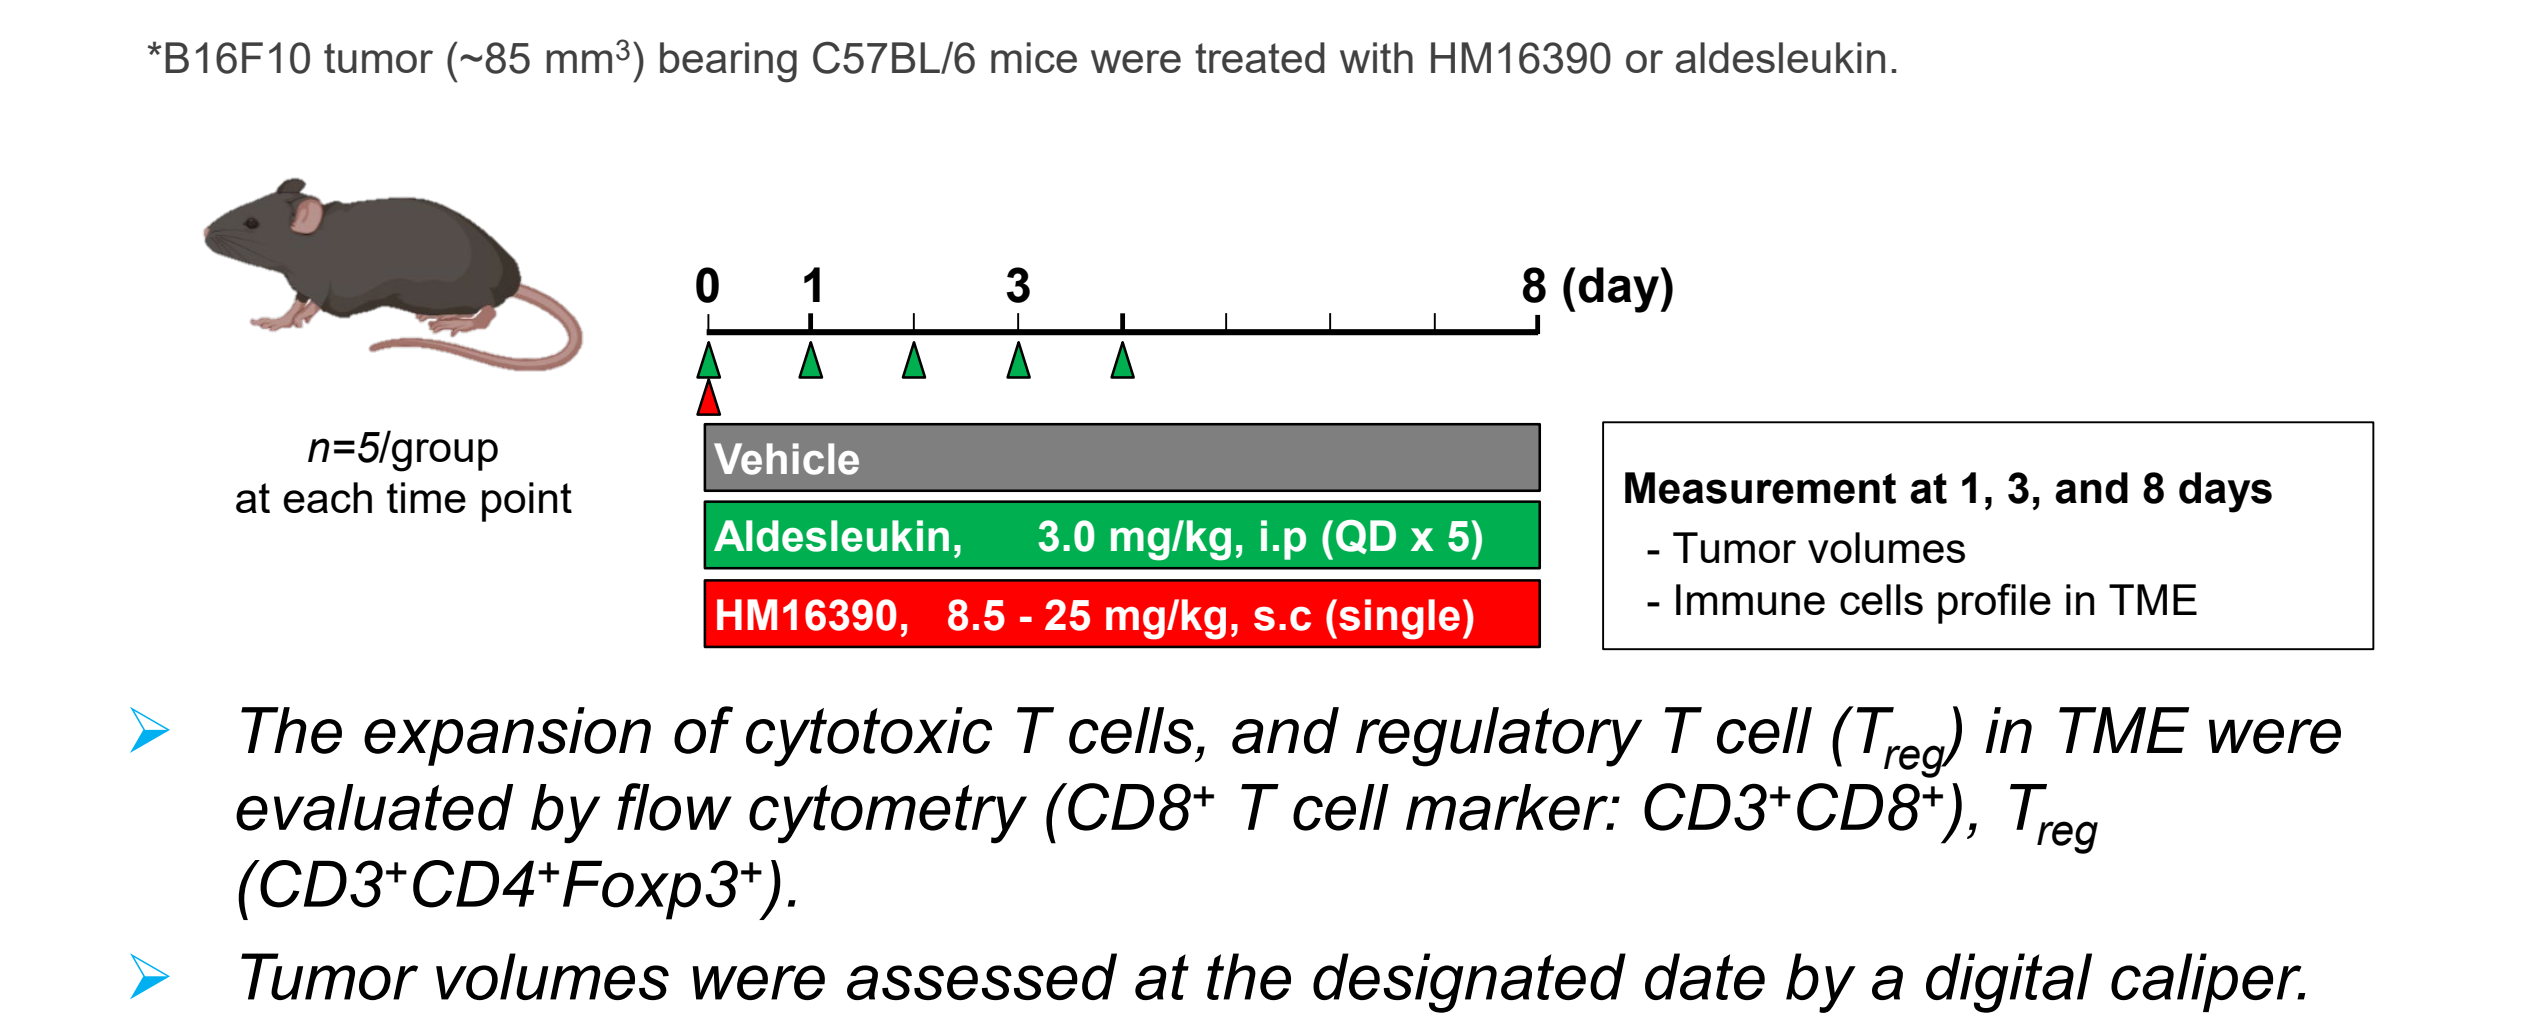 *B16F10 tumor (~85 mm³) bearing C57BL/6 mice were treated with HM16390 or aldesleukin.
0 1 3 8 (day)
n=5/group
at each time point
Vehicle
Aldesleukin, 3.0 mg/kg, i.p (QD x 5)
HM16390, 8.5 - 25 mg/kg, s.c (single)
Measurement at 1, 3, and 8 days
- Tumor volumes
- Immune cells profile in TME
The expansion of cytotoxic T cells, and regulatory T cell (Treg) in TME were
evaluated by flow cytometry (CD8⁺ T cell marker: CD3⁺CD8⁺), Treg
(CD3⁺CD4⁺Foxp3⁺).
Tumor volumes were assessed at the designated date by a digital caliper.